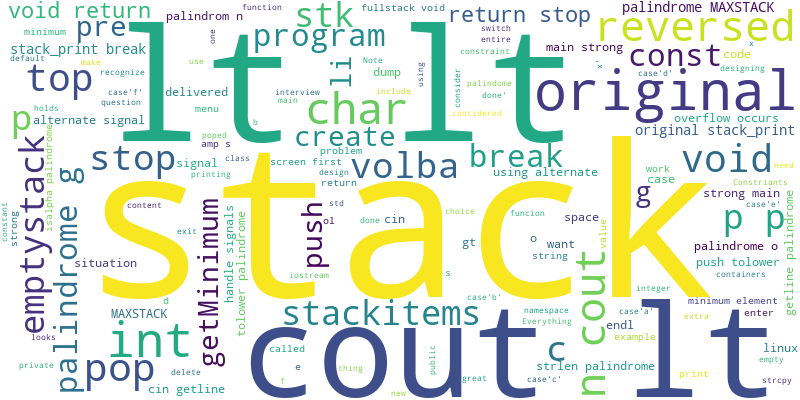 void return
palindrom n
function
fullstack void
palindrome MAXSTACK
minimum
pre
lt lt
stk
return stop
switch
entire
reversed
stack_print break
one
program
constraint
main strong
const
default
make
recognize
use
li
dump
Note
using
top
case'f'
question
delivered
menu
interview
main
char
include
consider
palindome
done'
case'd'
code
designing
x
x'
original
p
holds
alternate signal
b
considered
overflow occurs
amp s
poped
create
original stack_print
emptystack
isalpha palindrome
stop
signal
problem
volba
break
using alternate
work
case
void
need
printing
class
screen first
design
return
Constriants
constant
strong
palindrome g
stack
content
getMinimum
handle signals
tolower palindrome
push
std
ol
done
cin
choice
funcion
space
g
strong main
case'e'
p p
getline palindrome
situation
exit
gt
o
want
string
value
palindrome o
iostream
s
push tolower
containers
d
MAXSTACK
int
case'b'
integer
minimum element
enter
stackitems
namespace
Everything
n cout
case'a'
endl
example
lt
extra
looks
pop
cout
called
e
f
thing
public
c
great
new
case'c'
strlen palindrome
print
linux
empty
private
delete
cin getline
strcpy